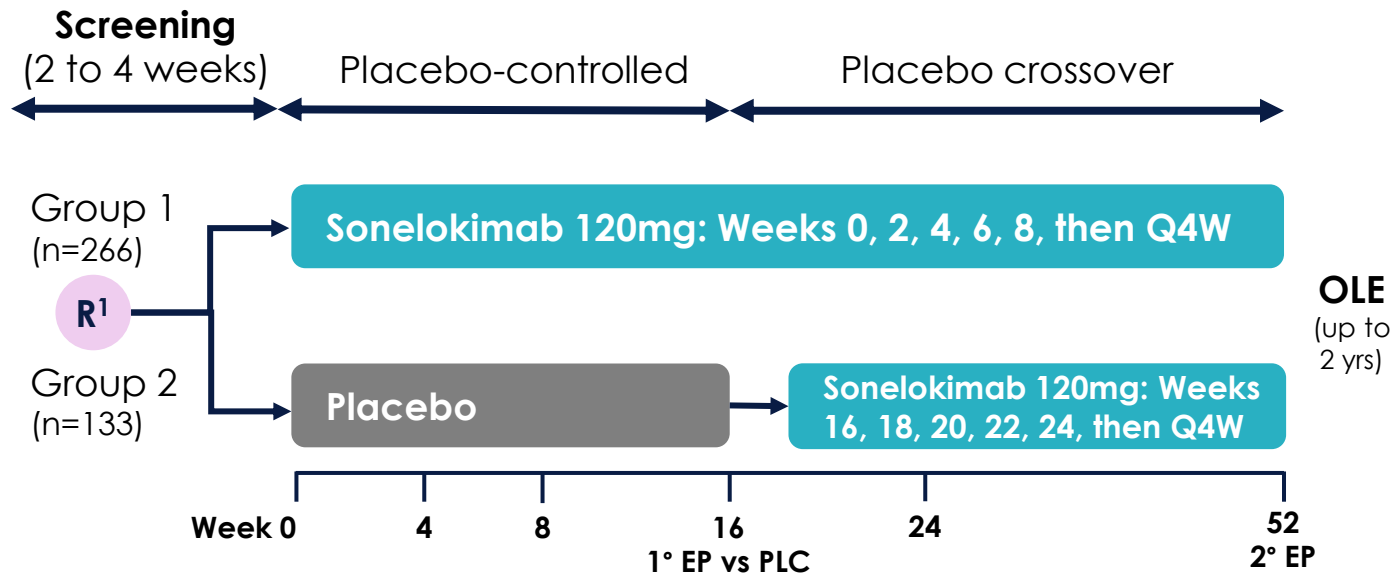 Screening
(2 to 4 weeks)
Placebo-controlled
Placebo crossover
Group 1
(n=266)
Sonelokimab 120mg: Weeks 0, 2, 4, 6, 8, then Q4W
R¹
OLE
(up to
2 yrs)
Group 2
(n=133)
Placebo
Sonelokimab 120mg: Weeks
16, 18, 20, 22, 24, then Q4W
Week 0
4
8
16
24
52
1° EP vs PLC
2° EP